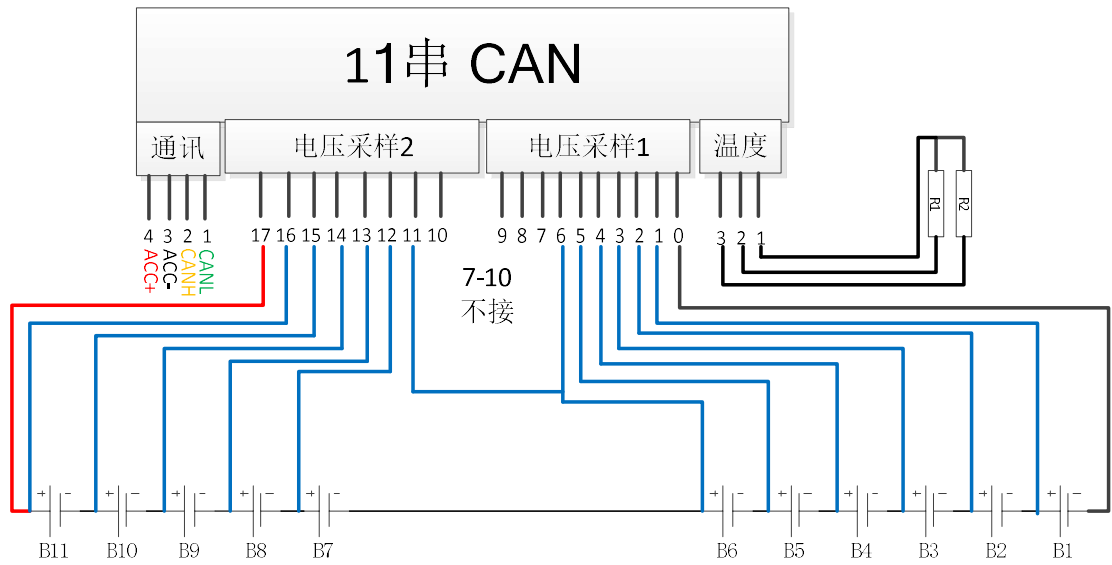 11串 CAN
通讯 电压采样2 电压采样1 温度
4 3 2 1
ACC+ ACC- CANH CANL
17 16 15 14 13 12 11 10
9 8 7 6 5 4 3 2 1 0
3 2 1
R1 R2
7-10
不接
+ - + - + - + - + - + - + - + - + - + - + -
B11 B10 B9 B8 B7 B6 B5 B4 B3 B2 B1